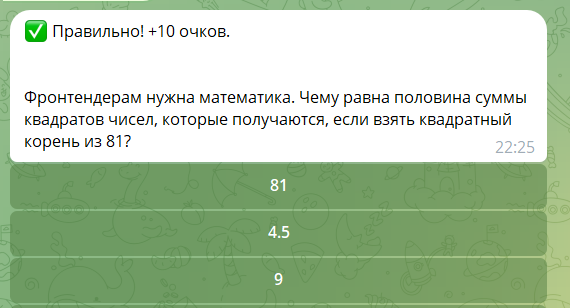 ✅ Правильно! +10 очков.
Фронтендерам нужна математика. Чему равна половина суммы
квадратов чисел, которые получаются, если взять квадратный
корень из 81?
22:25
81
4.5
9